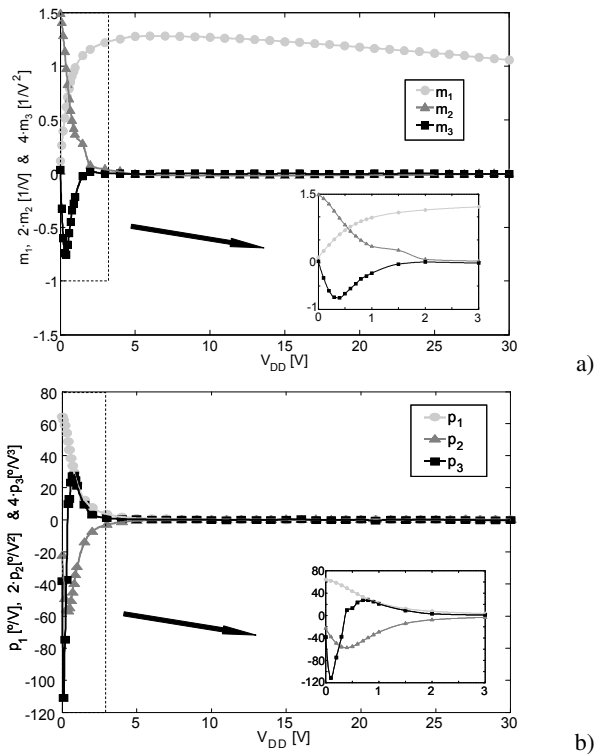 1.5
1
0.5
0
-0.5
-1
-1.5
m₁, 2·m₂ [1/V] & 4·m₃ [1/V²]
m₁
m₂
m₃
1.5
0
-1
0 1 2 3
0 5 10 15 20 25 30
V_DD [V]
a)
80
60
40
20
0
-20
-40
-60
-80
-100
-120
p₁ [º/V], 2·p₂ [º/V²] & 4·p₃ [º/V³]
p₁
p₂
p₃
80
40
0
-40
-80
-120
0 1 2 3
0 5 10 15 20 25 30
V_DD [V]
b)